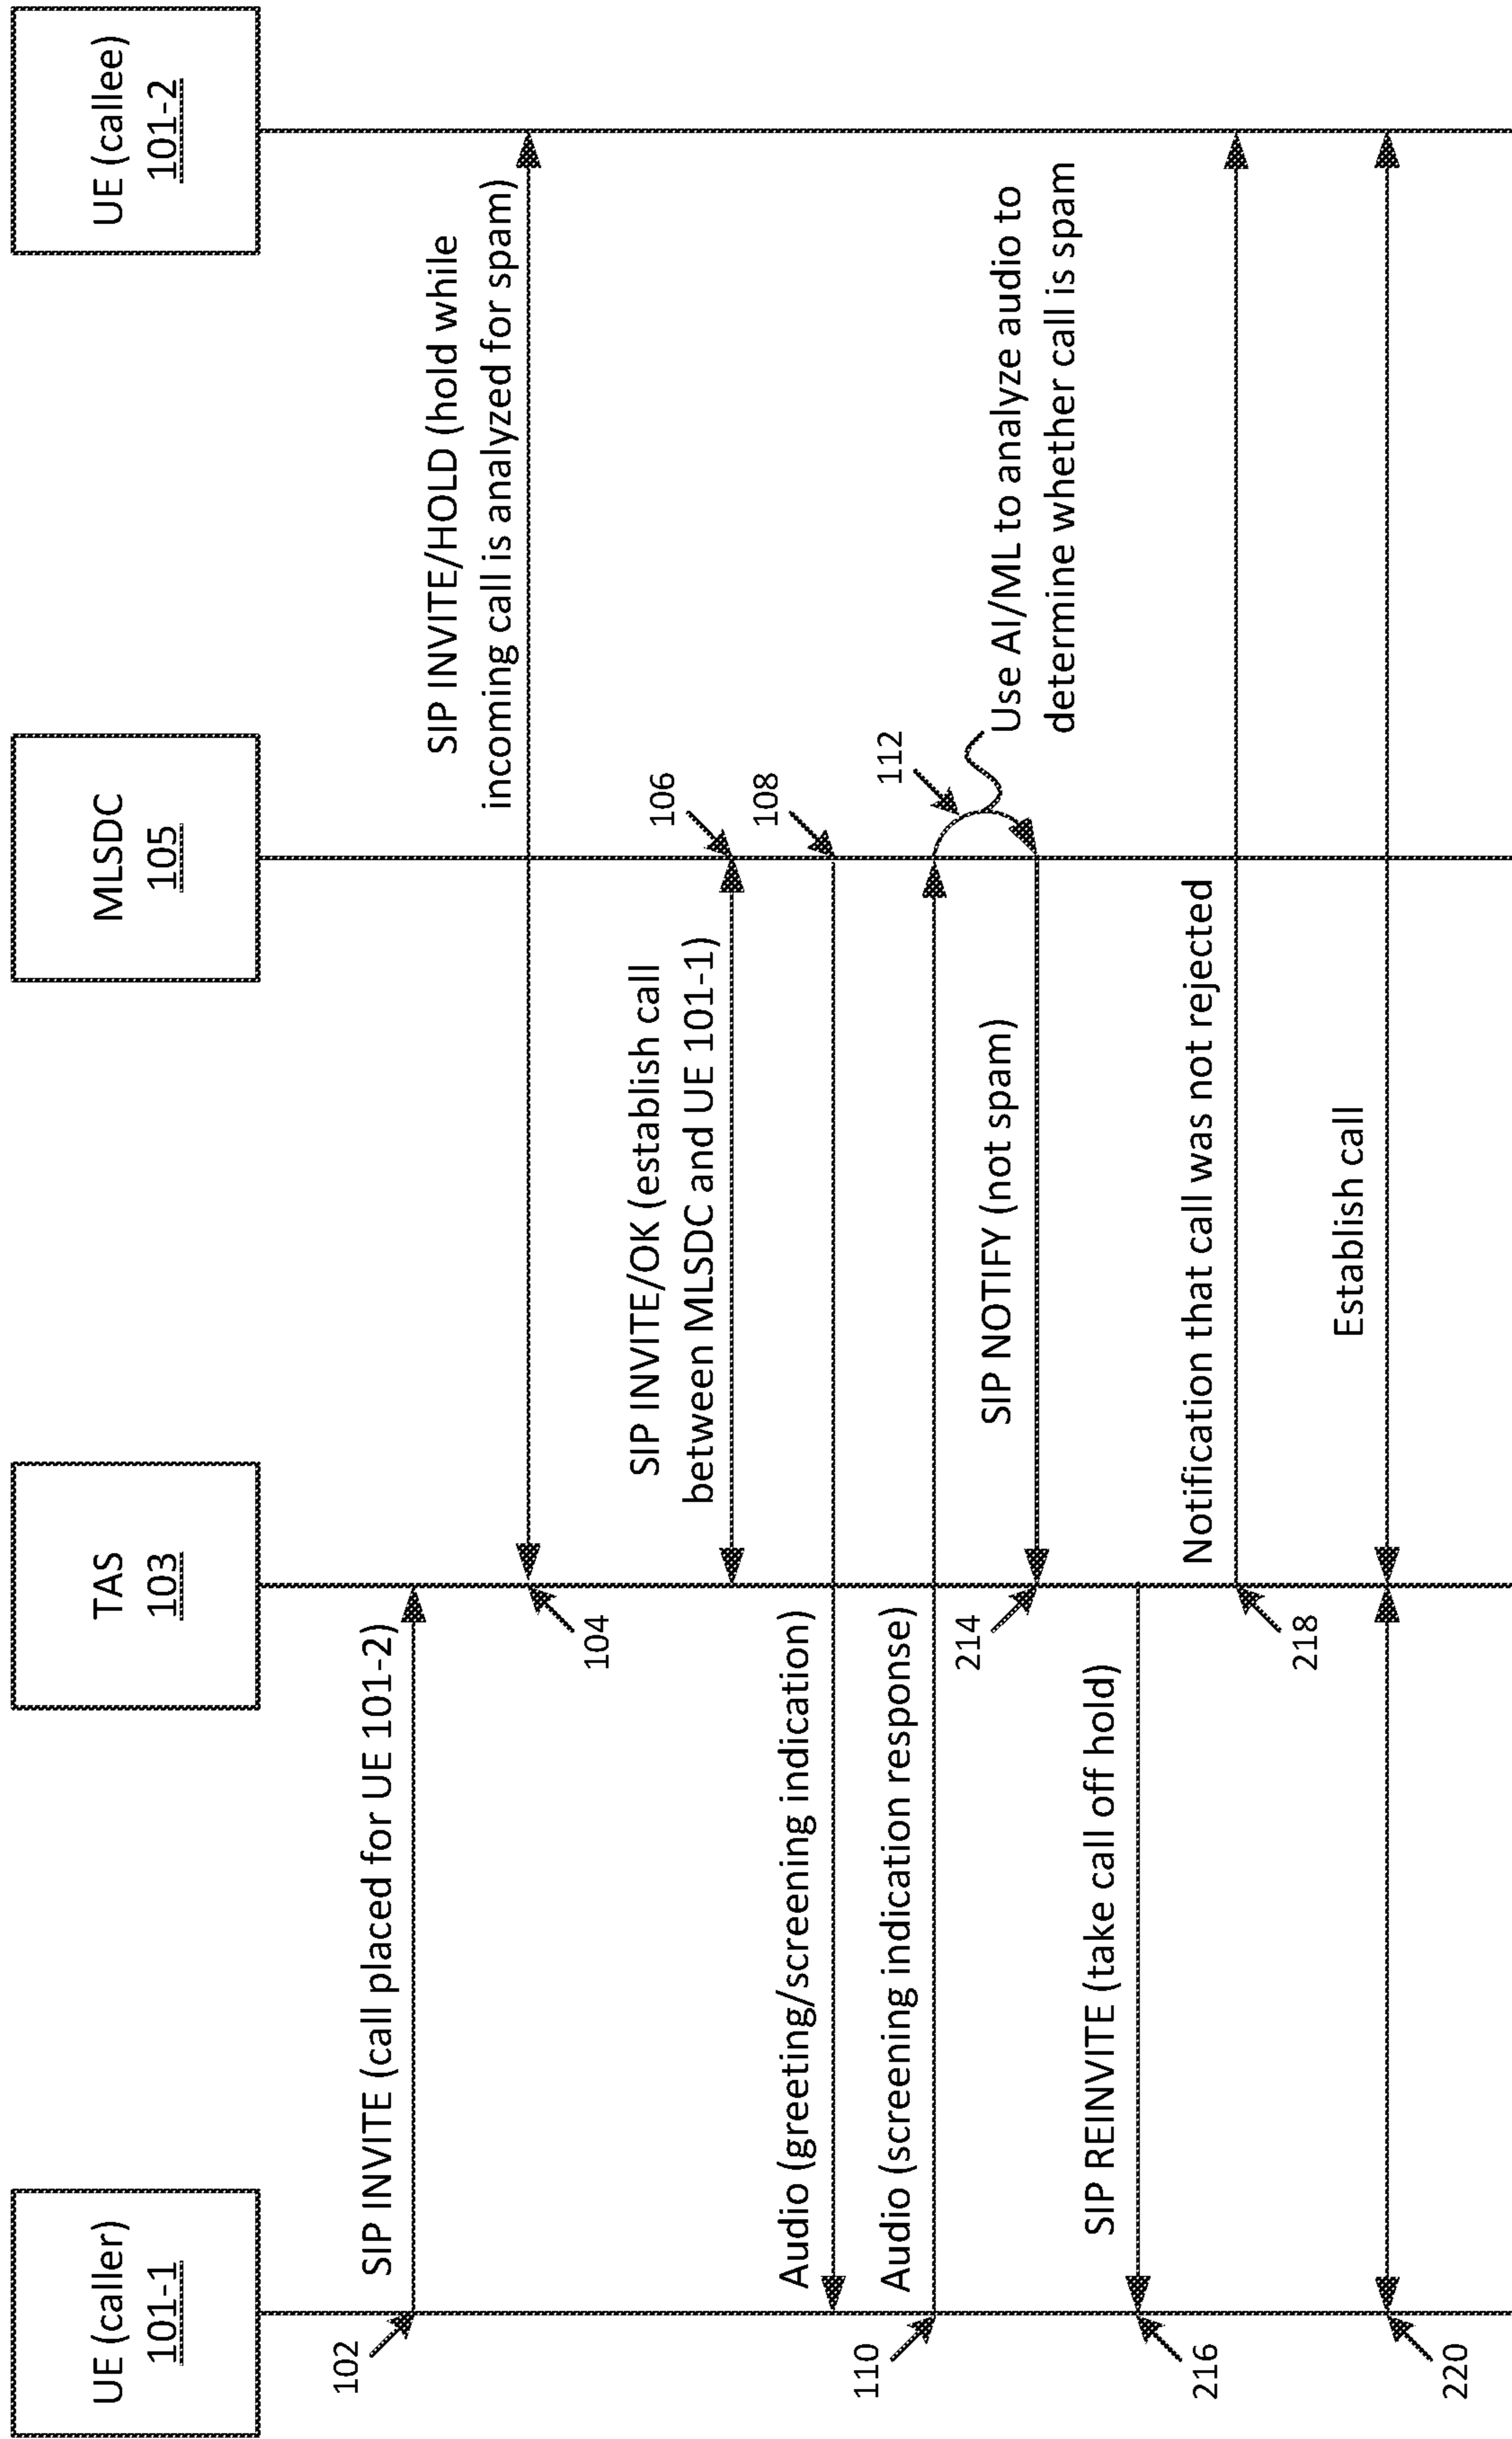 UE (caller)
101-1
TAS
103
MLSDC
105
UE (callee)
101-2
102
SIP INVITE (call placed for UE 101-2)
104
SIP INVITE/HOLD (hold while
incoming call is analyzed for spam)
SIP INVITE/OK (establish call
between MLSDC and UE 101-1)
106
Audio (greeting/screening indication)
108
110
Audio (screening indication response)
112
Use AI/ML to analyze audio to
determine whether call is spam
214
SIP NOTIFY (not spam)
216
SIP REINVITE (take call off hold)
218
Notification that call was not rejected
220
Establish call